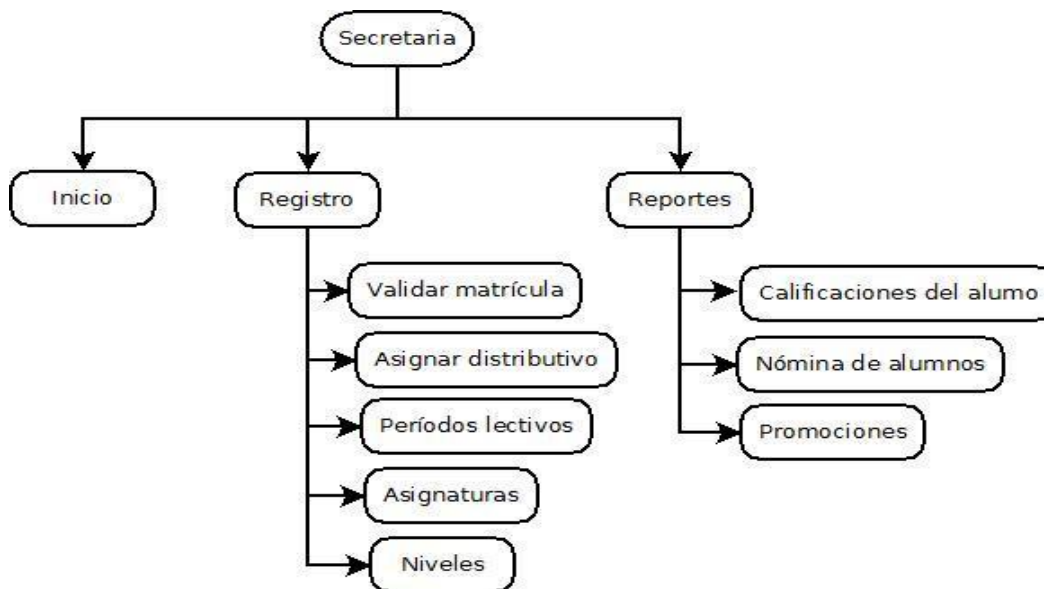 Secretaria
Inicio
Registro
Reportes
Validar matrícula
Asignar distributivo
Períodos lectivos
Asignaturas
Niveles
Calificaciones del alumo
Nómina de alumnos
Promociones